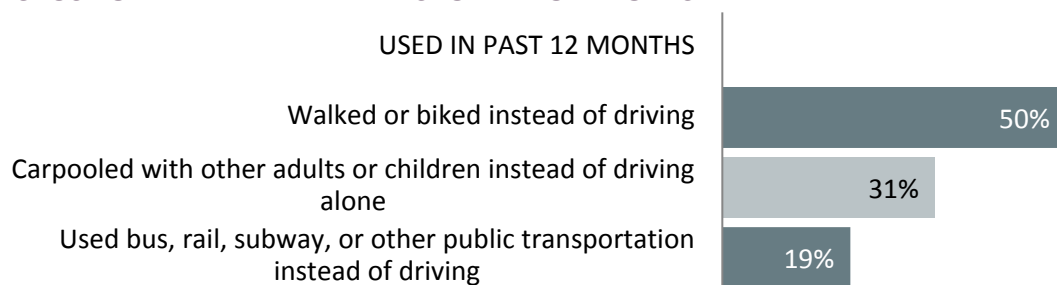 USED IN PAST 12 MONTHS
Walked or biked instead of driving
50%
Carpooled with other adults or children instead of driving
alone
31%
Used bus, rail, subway, or other public transportation
instead of driving
19%